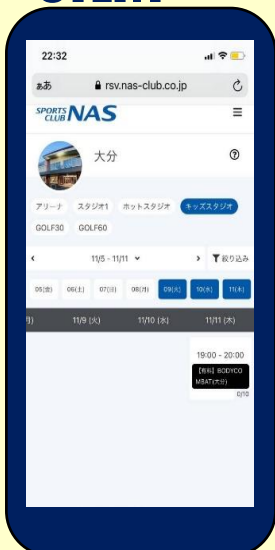 22:32
ぁあ rsv.nas-club.co.jp
SPORTS CLUB NAS
大分
アリーナ スタジオ1 ホットスタジオ キッズスタジオ
GOLF30 GOLF60
11/5 - 11/11 絞り込み
05(金) 06(土) 07(日) 08(月) 09(火) 10(水) 11(木)
11/9 (火) 11/10 (水) 11/11 (木)
19:00 - 20:00
【有料】BODYCO
MBAT(大分)
0/10